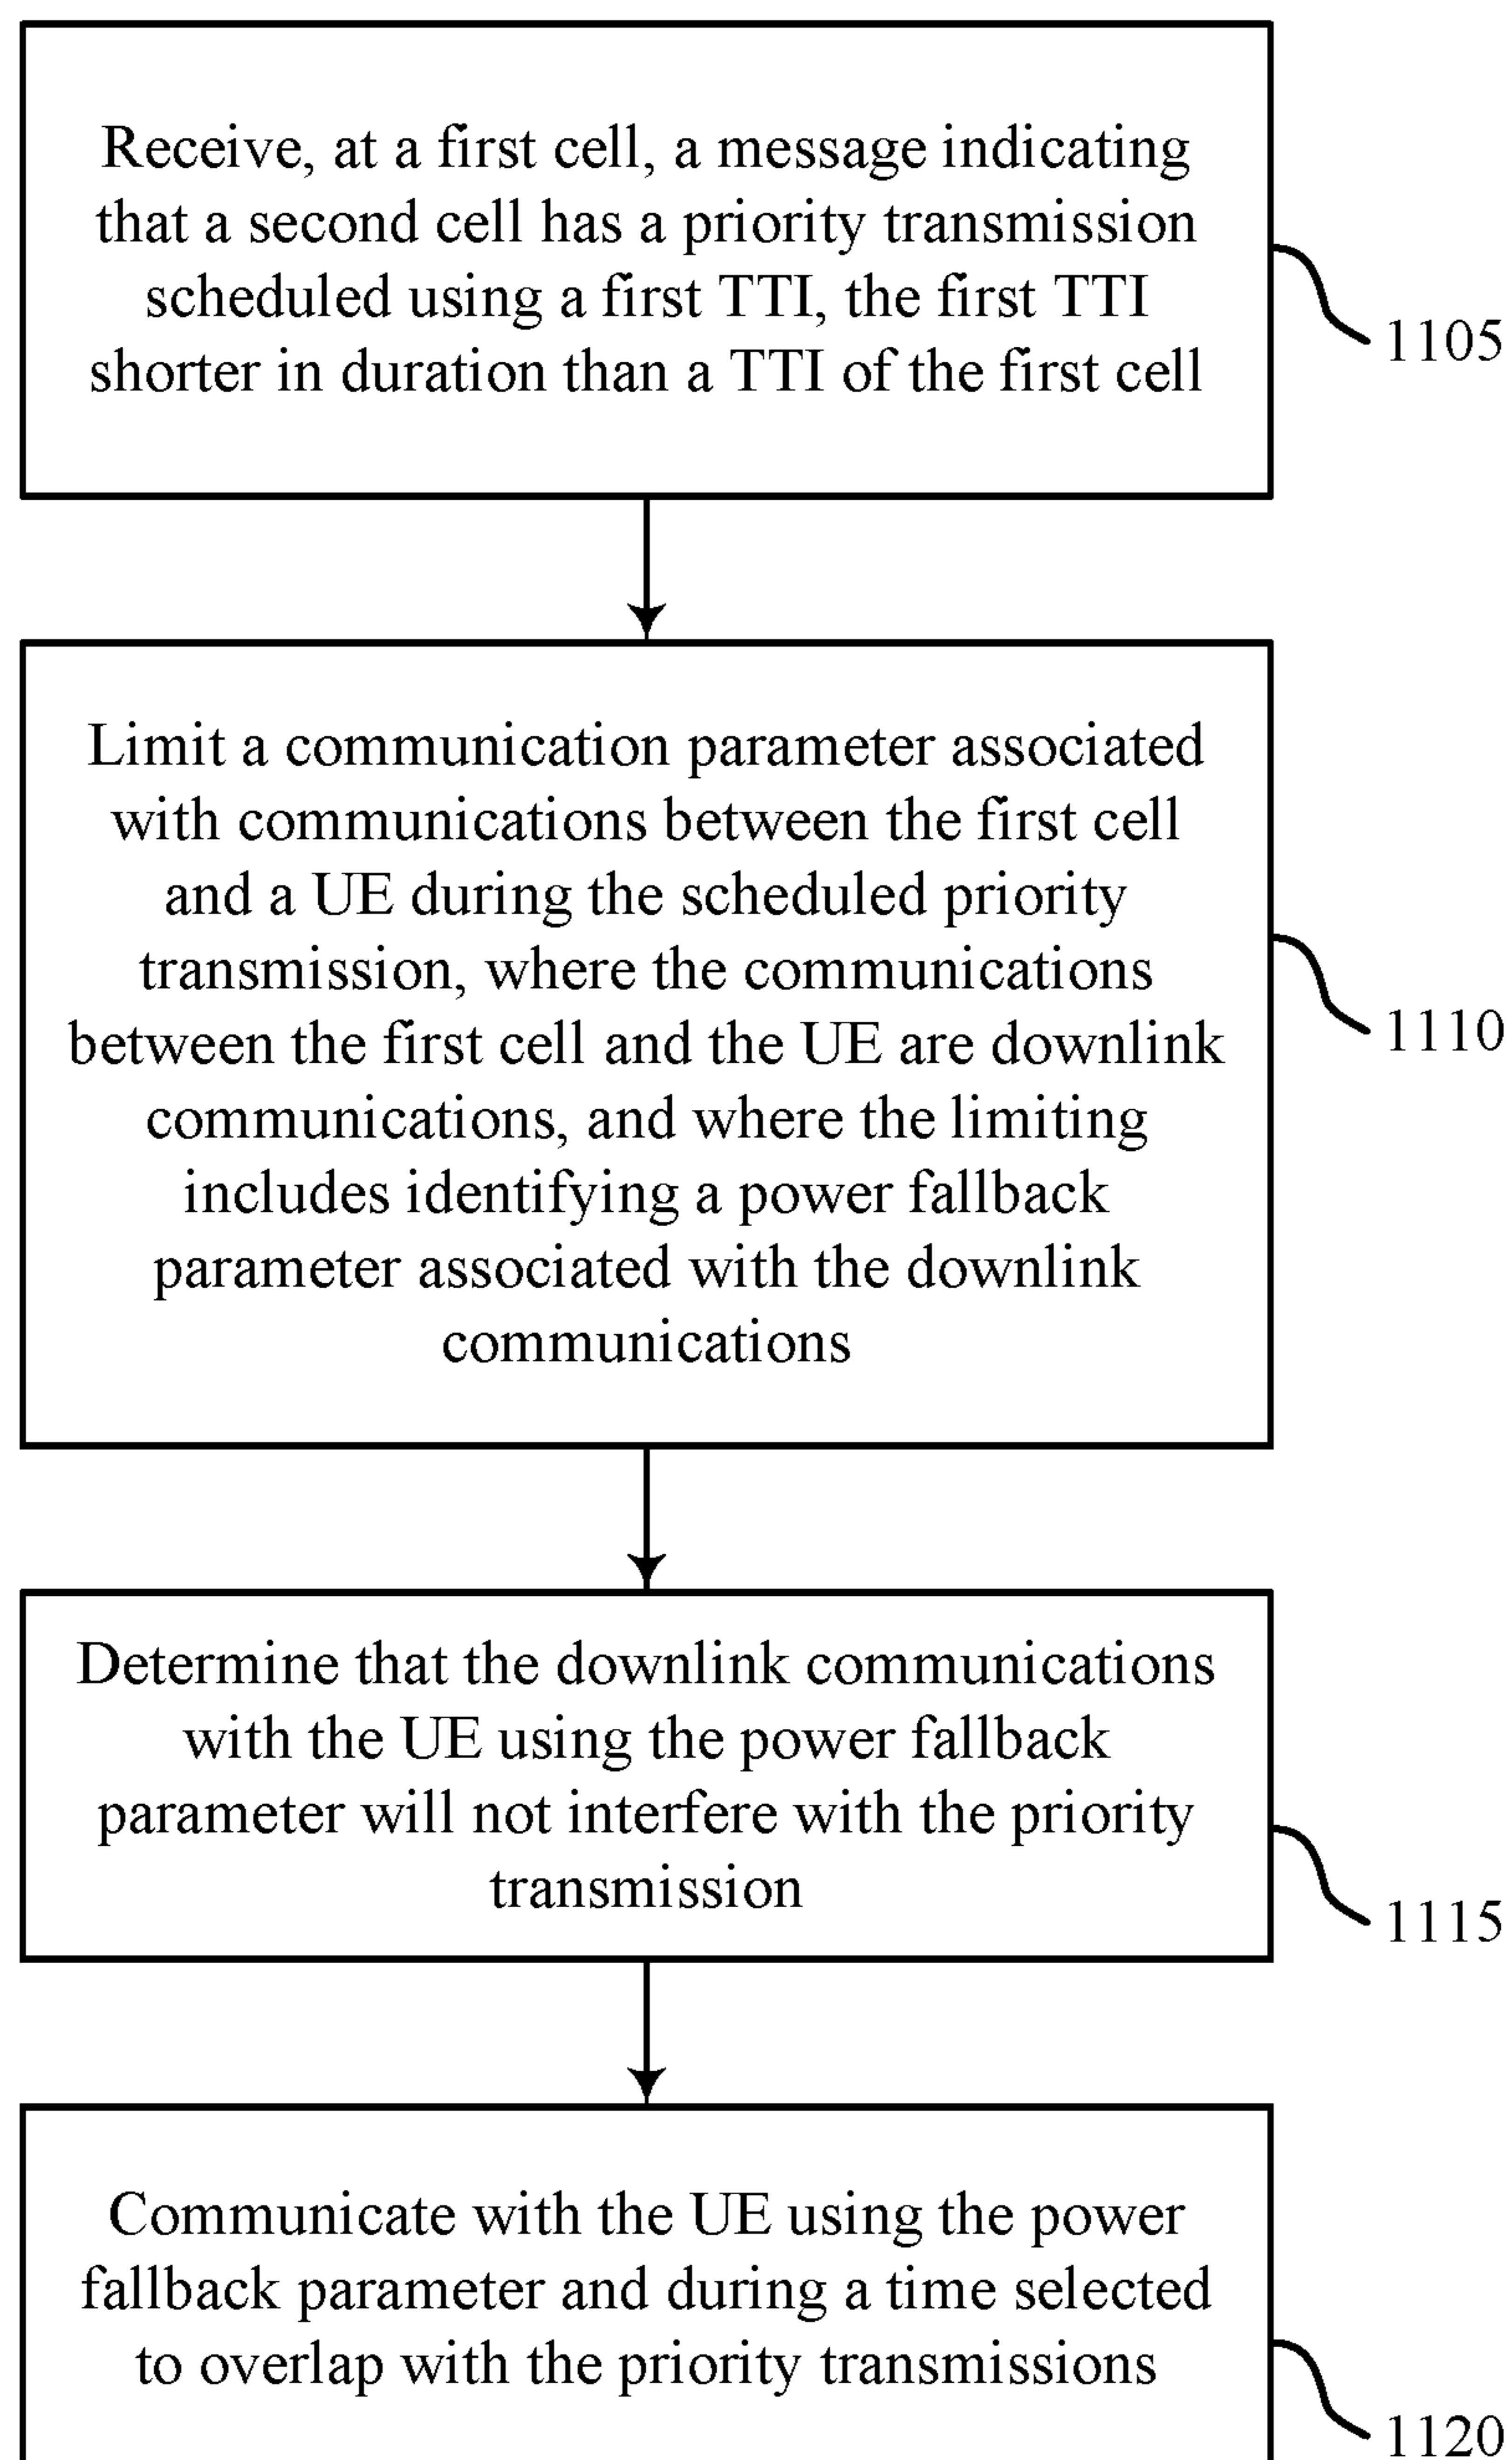 Receive, at a first cell, a message indicating
that a second cell has a priority transmission
scheduled using a first TTI, the first TTI
shorter in duration than a TTI of the first cell
1105
Limit a communication parameter associated
with communications between the first cell
and a UE during the scheduled priority
transmission, where the communications
between the first cell and the UE are downlink
communications, and where the limiting
includes identifying a power fallback
parameter associated with the downlink
communications
1110
Determine that the downlink communications
with the UE using the power fallback
parameter will not interfere with the priority
transmission
1115
Communicate with the UE using the power
fallback parameter and during a time selected
to overlap with the priority transmissions
1120